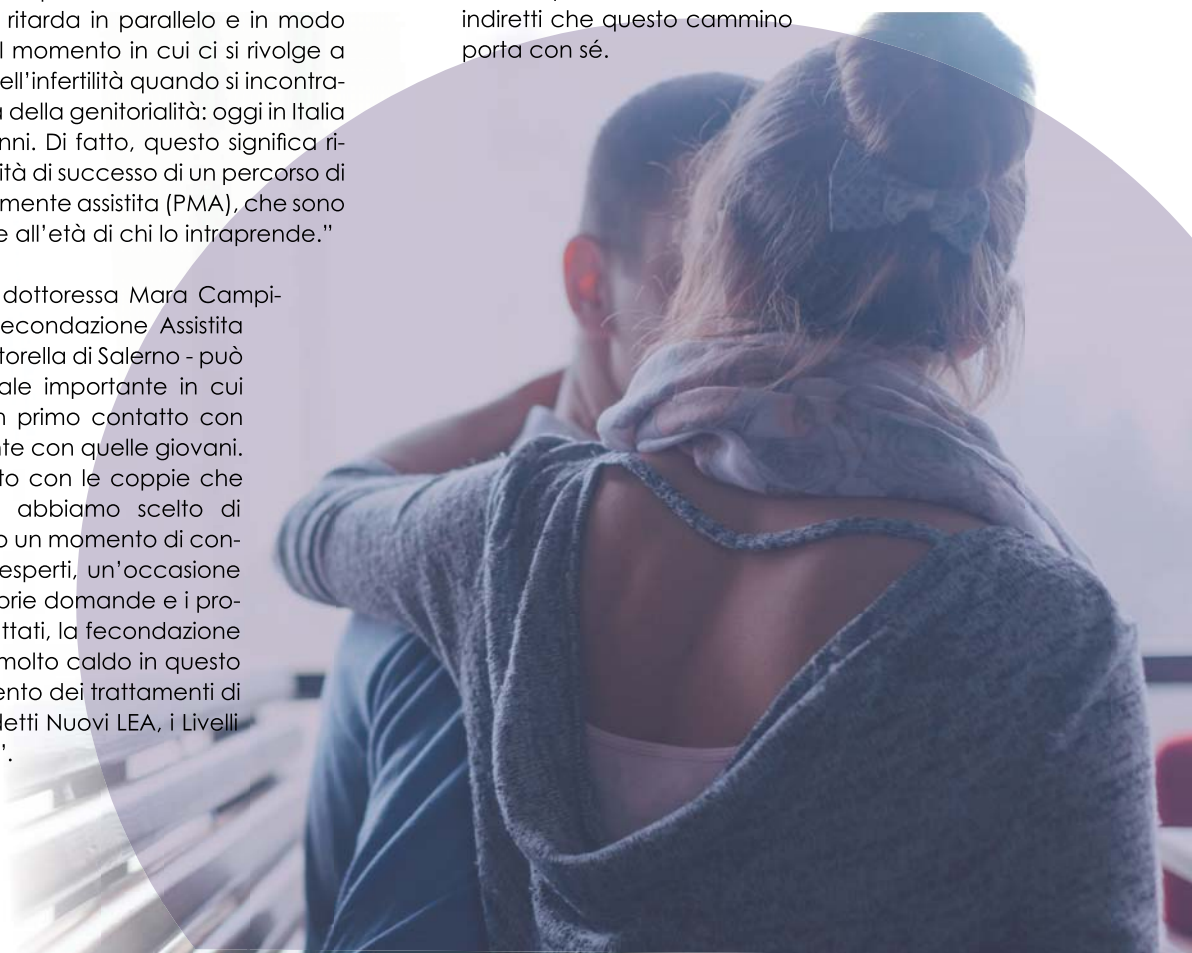 ritarda in parallelo e in modo
l momento in cui ci si rivolge a
ell'infertilità quando si incontra-
à della genitorialità: oggi in Italia
nni. Di fatto, questo significa ri-
ità di successo di un percorso di
mente assistita (PMA), che sono
e all'età di chi lo intraprende.”
dottoressa Mara Campi-
econdazione Assistita
torella di Salerno - può
ale importante in cui
n primo contatto con
nte con quelle giovani.
to con le coppie che
abbiamo scelto di
o un momento di con-
esperti, un'occasione
prie domande e i pro-
ttati, la fecondazione
molto caldo in questo
ento dei trattamenti di
detti Nuovi LEA, i Livelli
”.
indiretti che questo cammino
porta con sé.